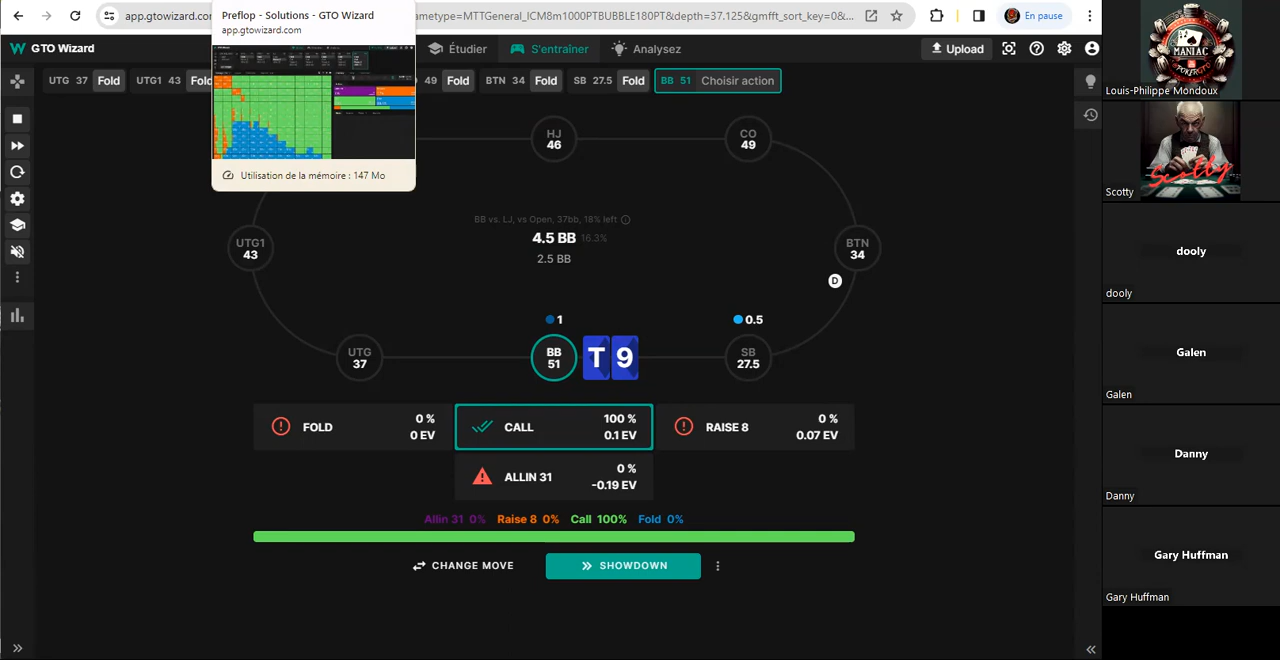 Preflop - Solutions - GTO Wizard
app.gtowizard.com
Utilisation de la mémoire : 147 Mo
app.gtowizard.co
ametype=MTTGeneral_ICM8m1000PTBUBBLE180PT&depth=37.125&gmfft_sort_key=0&...
En pause
GTO Wizard
Étudier
S'entraîner
Analysez
Upload
UTG 37 Fold
UTG1 43 Fold
49 Fold
BTN 34 Fold
SB 27.5 Fold
BB 51 Choisir action
HJ
46
CO
49
UTG1
43
BTN
34
D
BB vs. LJ, vs Open, 37bb, 18% left
4.5 BB 16.3%
2.5 BB
1
0.5
UTG
37
BB
51
T 9
SB
27.5
FOLD
0 %
0 EV
CALL
100 %
0.1 EV
RAISE 8
0 %
0.07 EV
ALLIN 31
0 %
-0.19 EV
Allin 31 0% Raise 8 0% Call 100% Fold 0%
CHANGE MOVE
SHOWDOWN
MANIAC
POKERGTO
Louis-Philippe Mondoux
Scotty
Scotty
dooly
dooly
Galen
Galen
Danny
Danny
Gary Huffman
Gary Huffman